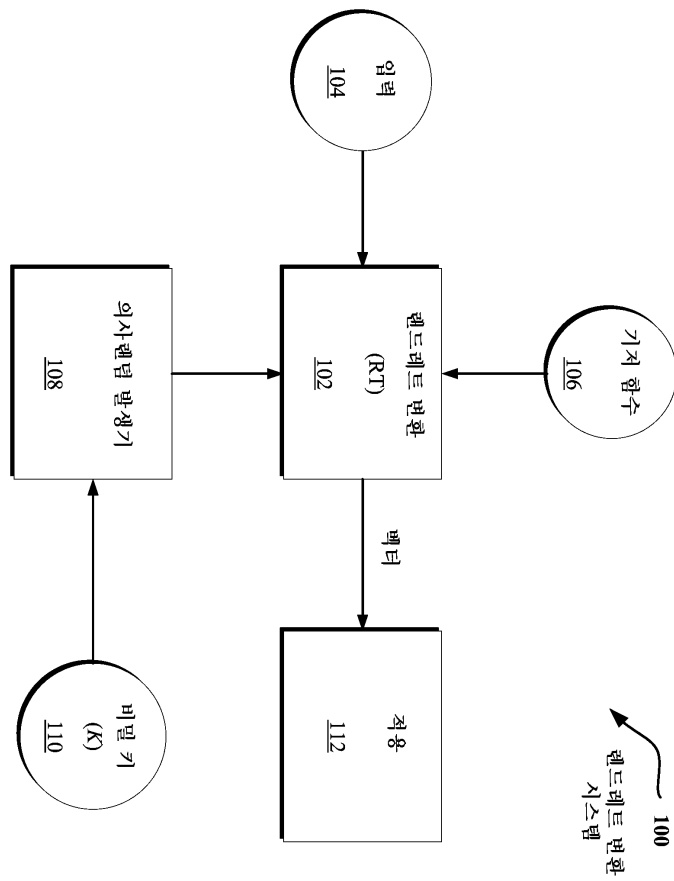 100
랜드레트 변환
시스템
기저 함수
106
입력
104
랜드레트 변환
(RT)
102
벡터
적용
112
의사랜덤 발생기
108
비밀 키
(K)
110